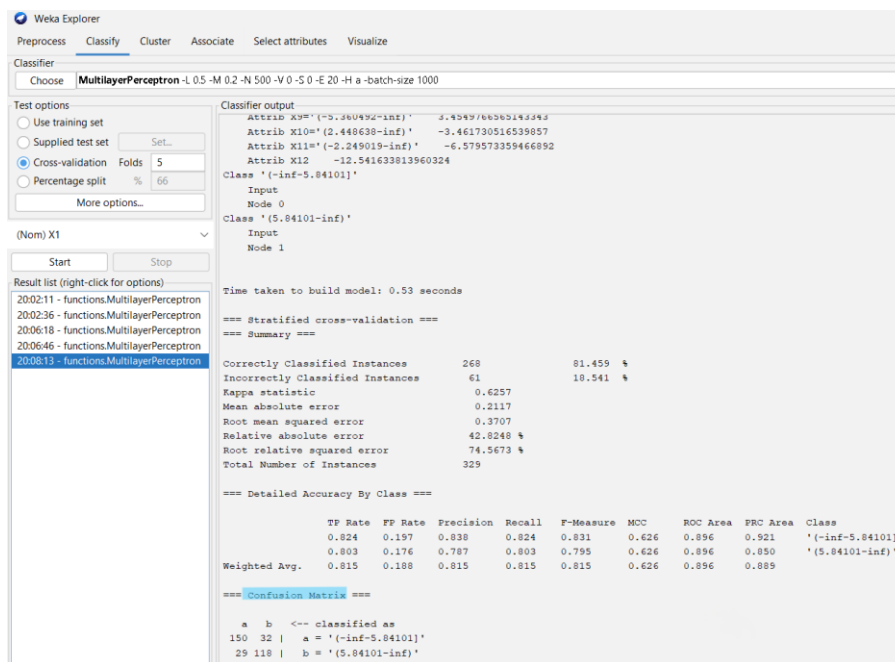 Weka Explorer
Preprocess Classify Cluster Associate Select attributes Visualize
Classifier
Choose MultilayerPerceptron -L 0.5 -M 0.2 -N 500 -V 0 -S 0 -E 20 -H a -batch-size 1000
Test options
Use training set
Supplied test set Set...
Cross-validation Folds 5
Percentage split % 66
More options...
(Nom) X1
Start Stop
Result list (right-click for options)
20:02:11 - functions.MultilayerPerceptron
20:02:36 - functions.MultilayerPerceptron
20:06:18 - functions.MultilayerPerceptron
20:06:46 - functions.MultilayerPerceptron
20:08:13 - functions.MultilayerPerceptron
Classifier output
Attrib X9='(-5.360492-inf)' 3.4549766565143343
Attrib X10='(2.448638-inf)' -3.461730516539857
Attrib X11='(-2.249019-inf)' -6.579573359466892
Attrib X12 -12.541633813960324
Class '(-inf-5.84101]'
Input
Node 0
Class '(5.84101-inf)'
Input
Node 1
Time taken to build model: 0.53 seconds
=== Stratified cross-validation ===
=== Summary ===
Correctly Classified Instances 268 81.459 %
Incorrectly Classified Instances 61 18.541 %
Kappa statistic 0.6257
Mean absolute error 0.2117
Root mean squared error 0.3707
Relative absolute error 42.8248 %
Root relative squared error 74.5673 %
Total Number of Instances 329
=== Detailed Accuracy By Class ===
TP Rate FP Rate Precision Recall F-Measure MCC ROC Area PRC Area Class
0.824 0.197 0.838 0.824 0.831 0.626 0.896 0.921 '(-inf-5.84101]
0.803 0.176 0.787 0.803 0.795 0.626 0.896 0.850 '(5.84101-inf)'
Weighted Avg. 0.815 0.188 0.815 0.815 0.815 0.626 0.896 0.889
=== Confusion Matrix ===
a b <-- classified as
150 32 | a = '(-inf-5.84101]'
29 118 | b = '(5.84101-inf)'